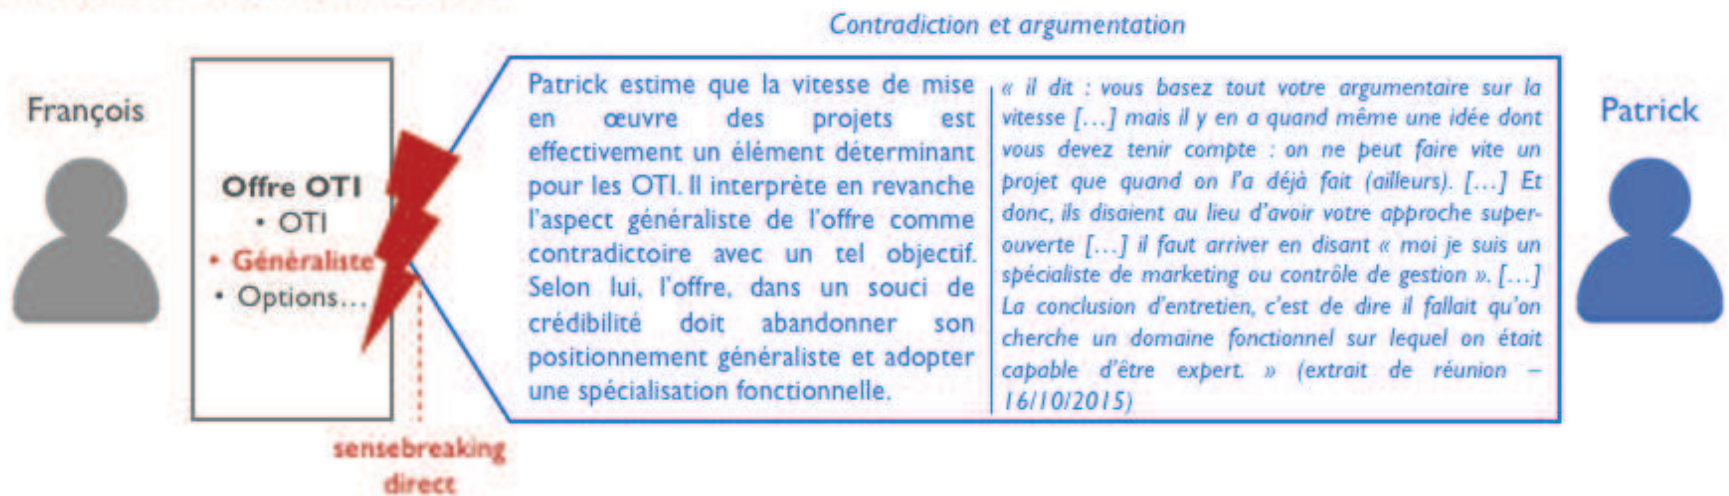 Contradiction et argumentation
François
Offre OTI
• OTI
• Généraliste
• Options...
sensebreaking
direct
Patrick estime que la vitesse de mise
en œuvre des projets est
effectivement un élément déterminant
pour les OTI. Il interprète en revanche
l'aspect généraliste de l'offre comme
contradictoire avec un tel objectif.
Selon lui, l'offre, dans un souci de
crédibilité doit abandonner son
positionnement généraliste et adopter
une spécialisation fonctionnelle.
« il dit : vous basez tout votre argumentaire sur la
vitesse […] mais il y en a quand même une idée dont
vous devez tenir compte : on ne peut faire vite un
projet que quand on l'a déjà fait (ailleurs). […] Et
donc, ils disaient au lieu d'avoir votre approche super-
ouverte […] il faut arriver en disant « moi je suis un
spécialiste de marketing ou contrôle de gestion ». […]
La conclusion d'entretien, c'est de dire il fallait qu'on
cherche un domaine fonctionnel sur lequel on était
capable d'être expert. » (extrait de réunion –
16/10/2015)
Patrick